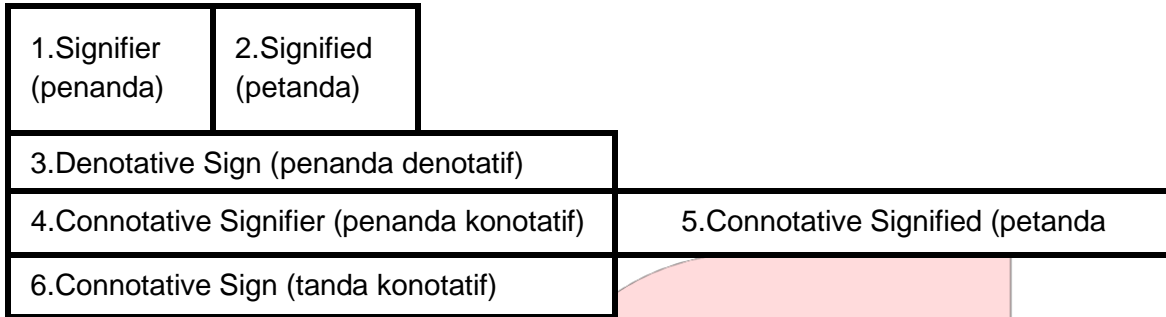 1.Signifier
(penanda)
2.Signified
(petanda)
3.Denotative Sign (penanda denotatif)
4.Connotative Signifier (penanda konotatif)
5.Connotative Signified (petanda
6.Connotative Sign (tanda konotatif)